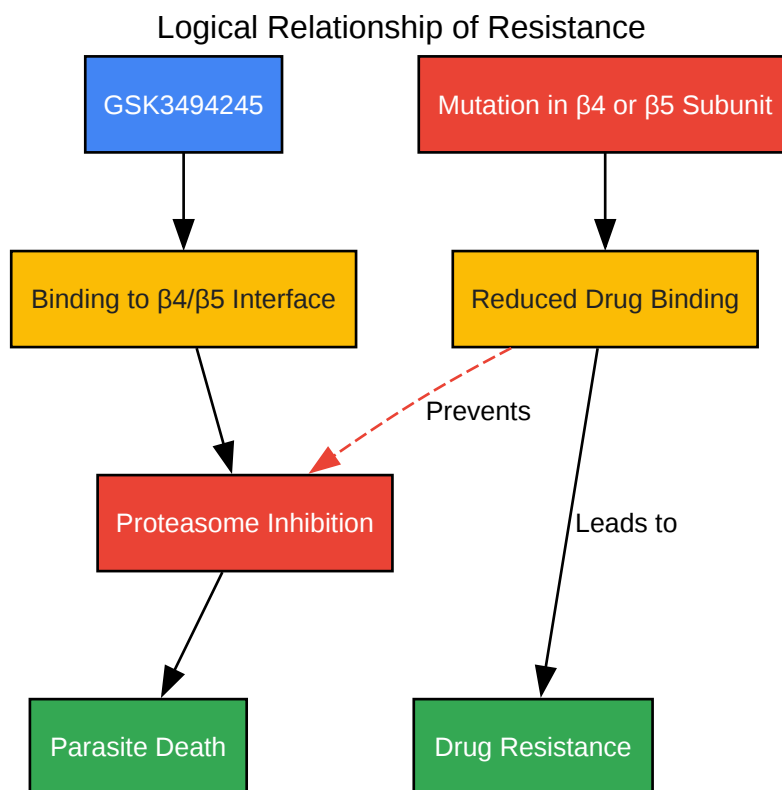 Logical Relationship of Resistance
GSK3494245
Mutation in β4 or β5 Subunit
Binding to β4/β5 Interface
Reduced Drug Binding
Prevents
Proteasome Inhibition
Leads to
Parasite Death
Drug Resistance